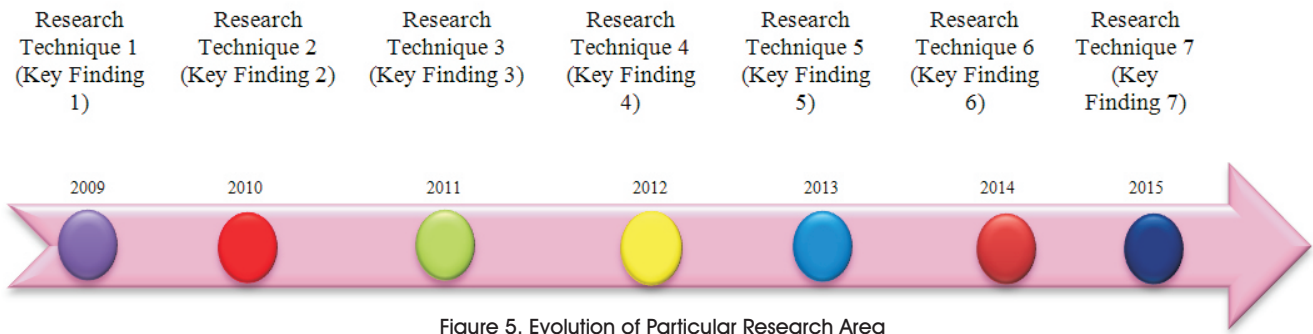 Research
Technique 1
(Key Finding
1)
Research
Technique 2
(Key Finding 2)
Research
Technique 3
(Key Finding 3)
Research
Technique 4
(Key Finding
4)
Research
Technique 5
(Key Finding
5)
Research
Technique 6
(Key Finding
6)
Research
Technique 7
(Key
Finding 7)
2009
2010
2011
2012
2013
2014
2015
Figure 5. Evolution of Particular Research Area